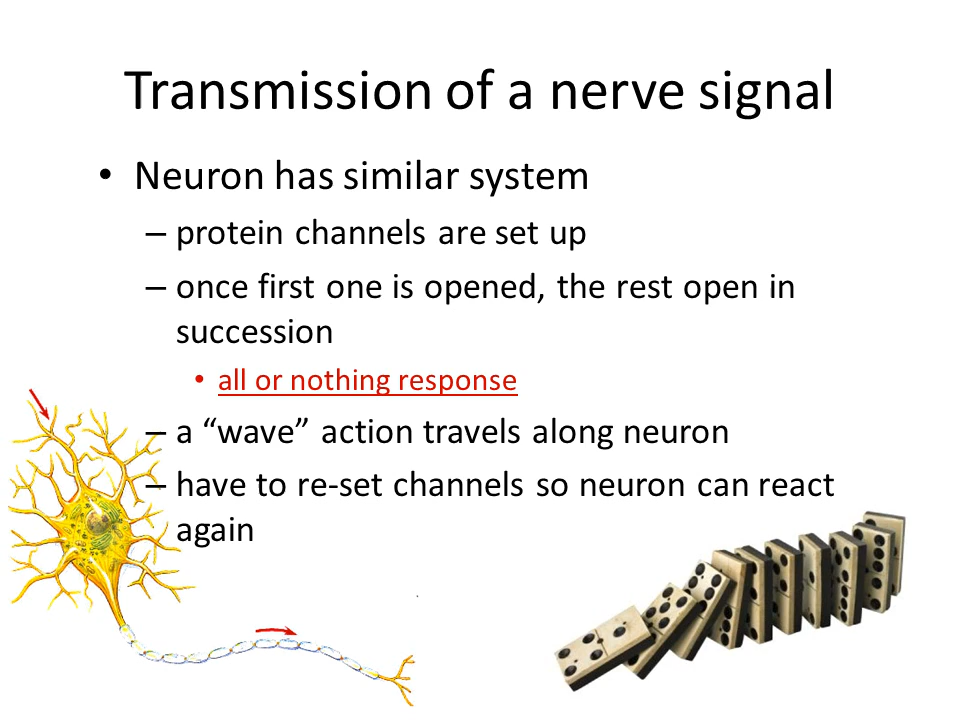 Transmission of a nerve signal
• Neuron has similar system
– protein channels are set up
– once first one is opened, the rest open in
succession
• all or nothing response
– a “wave” action travels along neuron
– have to re-set channels so neuron can react
again